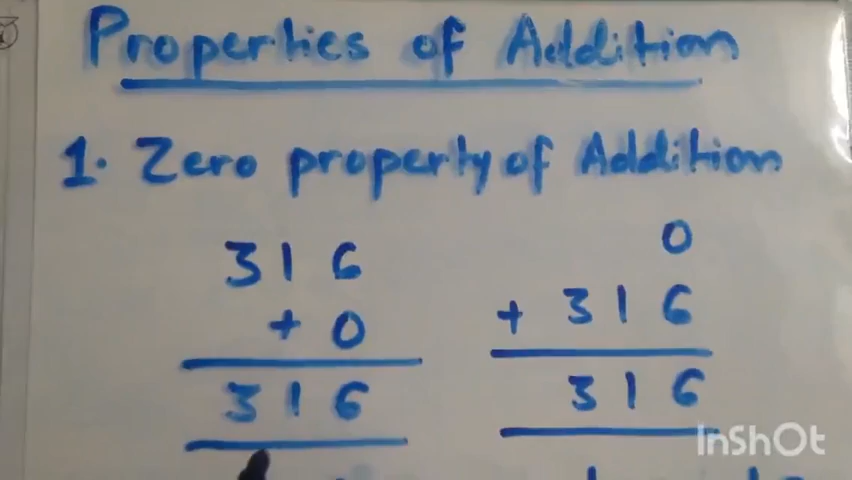 Properties of Addition
1. Zero property of Addition
316
+ 0
316
0
+ 316
316
InShOt